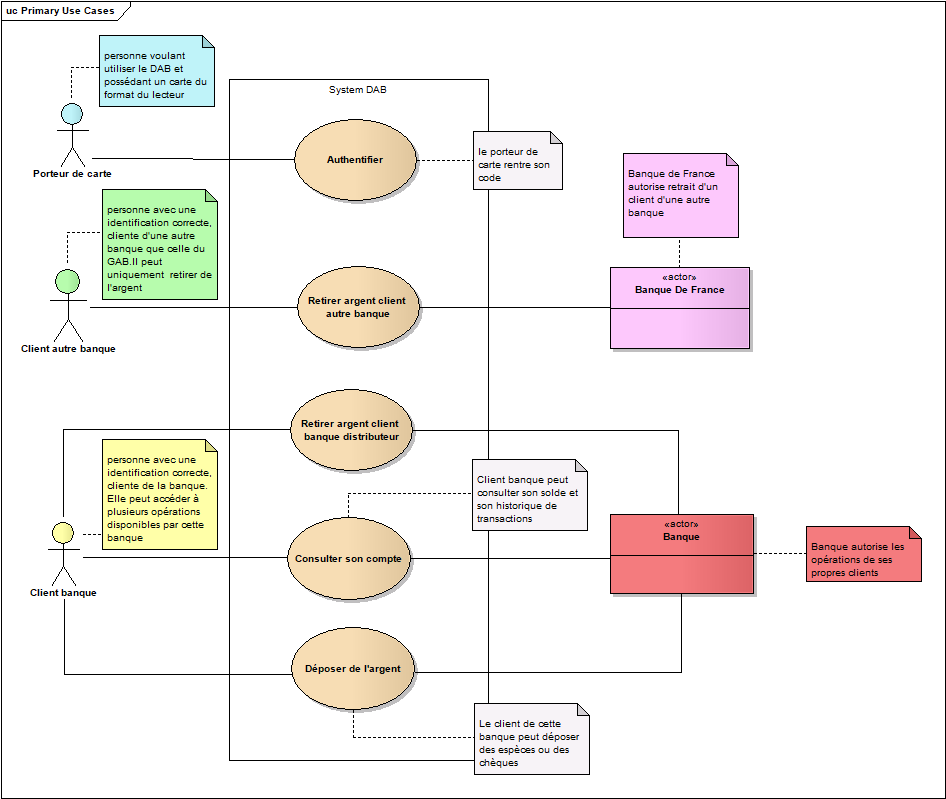 uc Primary Use Cases
personne voulant
utiliser le DAB et
possédant un carte du
format du lecteur
Porteur de carte
System DAB
Authentifier
le porteur de
carte rentre son
code
Banque de France
autorise retrait d'un
client d'une autre
banque
personne avec une
identification correcte,
cliente d'une autre
banque que celle du
GAB.Il peut
uniquement retirer de
l'argent
Client autre banque
Retirer argent client
autre banque
«actor»
Banque De France
Retirer argent client
banque distributeur
personne avec une
identification correcte,
cliente de la banque.
Elle peut accéder à
plusieurs opérations
disponibles par cette
banque
Client banque
Client banque peut
consulter son solde et
son historique de
transactions
Consulter son compte
«actor»
Banque
Banque autorise les
opérations de ses
propres clients
Déposer de l'argent
Le client de cette
banque peut déposer
des espèces ou des
chèques